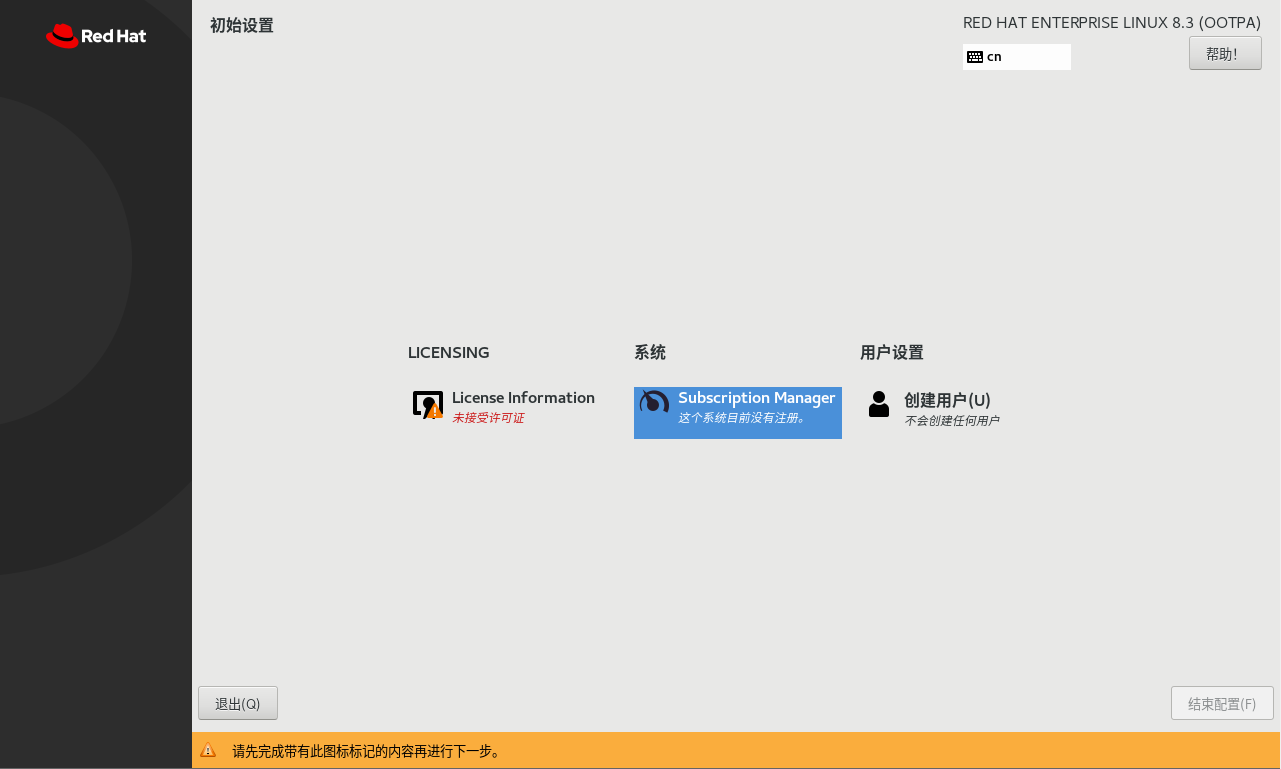 Red Hat
初始设置
RED HAT ENTERPRISE LINUX 8.3 (OOTPA)
cn
帮助!
LICENSING
License Information
未接受许可证
系统
Subscription Manager
这个系统目前没有注册。
用户设置
创建用户(U)
不会创建任何用户
退出(Q)
结束配置(F)
请先完成带有此图标标记的内容再进行下一步。